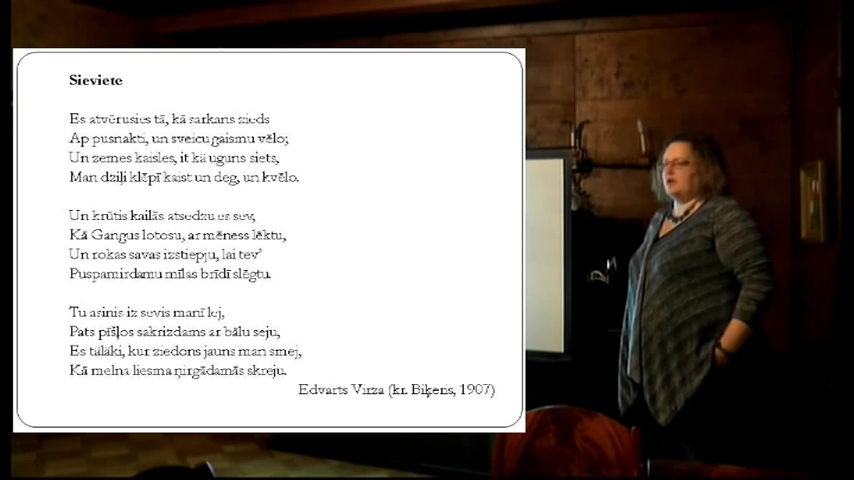 Sieviete
Es atvērusies tā, kā sarkans zieds
Ap pusnakti, un sveicu gaismu vēlo;
Un zemes kaisles, it kā uguns siets,
Man dziļi klēpī kaist un deg, un kvēlo.
Un krūtis kailās atsedzu es sev,
Kā Gangus lotosu, ar mēness lēktu,
Un rokas savas izstiepju, lai tev'
Puspamirdamu mīlas brīdī slēgtu.
Tu asinis iz sevis manī lej,
Pats pīšļos sakrizdams ar bālu seju,
Es tālāki, kur ziedons jauns man smej,
Kā melna liesma ņirgādamās skreju.
Edvarts Virza (kr. Biķeris, 1907)